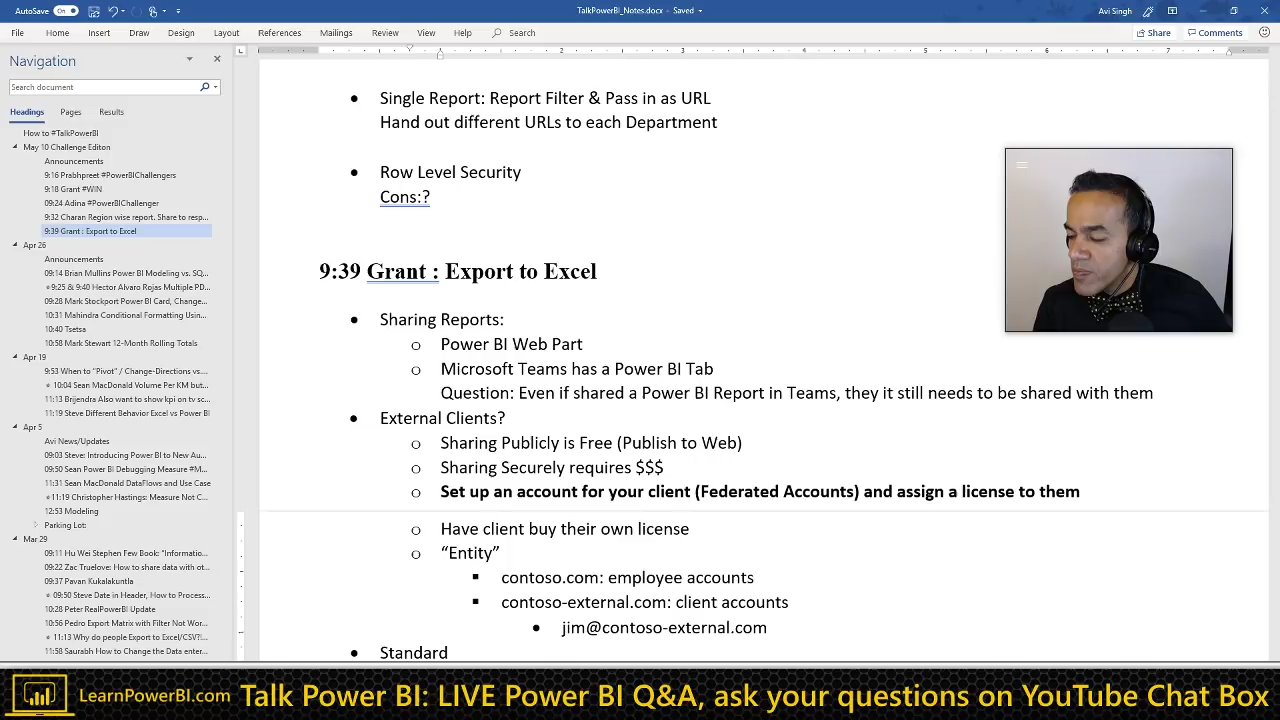 AutoSave
On
TalkPowerBI_Notes.docx - Saved
Avi Singh
File
Home
Insert
Draw
Design
Layout
References
Mailings
Review
View
Help
Search
Share
Comments
Navigation
Search document
Headings
Pages
Results
How to #TalkPowerBI
May 10 Challenge Editon
Announcements
9:16 Prabhpreet #PowerBIChallengers
9:18 Grant #WIN
09:24 Adina #PowerBIChallenger
9:32 Charan Region wise report. Share to resp...
9:39 Grant : Export to Excel
Apr 26
Announcements
09:14 Brian Mullins Power BI Modeling vs. SQ...
9:25 & 9:40 Hector Alvaro Rojas Multiple PD...
09:28 Mark Stockport Power BI Card, Change...
10:31 Mahindra Conditional Formatting Usin...
10:40 Tsetsa
10:58 Mark Stewart 12-Month Rolling Totals
Apr 19
9:53 When to "Pivot" / Change-Directions vs....
10:04 Sean MacDonald Volume Per KM but...
11:13 Brijendra Also want to show kpi on tv sc...
11:19 Steve Different Behavior Excel vs Power BI
Apr 5
Avi News/Updates
09:03 Steve: Introducing Power BI to New Au...
09:50 Sean Power BI Debugging Measure #M...
11:31 Sean MacDonald DataFlows and Use Case
11:19 Christopher Hastings: Measure Not C...
12:53 Modeling
Parking Lot:
Mar 29
09:11 Hu Wei Stephen Few Book: "Informatio...
09:22 Zac Truelove: How to share data with ot...
09:37 Pavan Kukalakuntla
09:50 Steve Date in Header, How to Process...
10:28 Peter RealPowerBI Update
10:56 Pedro Export Matrix with Filter Not Wor...
11:13 Why do people Export to Excel/CSV?!...
11:58 Saurabh How to Change the Data enter...
2
3
4
5
6
7
• Single Report: Report Filter & Pass in as URL
Hand out different URLs to each Department
• Row Level Security
Cons:?
9:39 Grant : Export to Excel
• Sharing Reports:
o Power BI Web Part
o Microsoft Teams has a Power BI Tab
Question: Even if shared a Power BI Report in Teams, they it still needs to be shared with them
• External Clients?
o Sharing Publicly is Free (Publish to Web)
o Sharing Securely requires $$$
o Set up an account for your client (Federated Accounts) and assign a license to them
o Have client buy their own license
o “Entity”
▪ contoso.com: employee accounts
▪ contoso-external.com: client accounts
• jim@contoso-external.com
• Standard
LearnPowerBI.com
Talk Power BI: LIVE Power BI Q&A, ask your questions on YouTube Chat Box